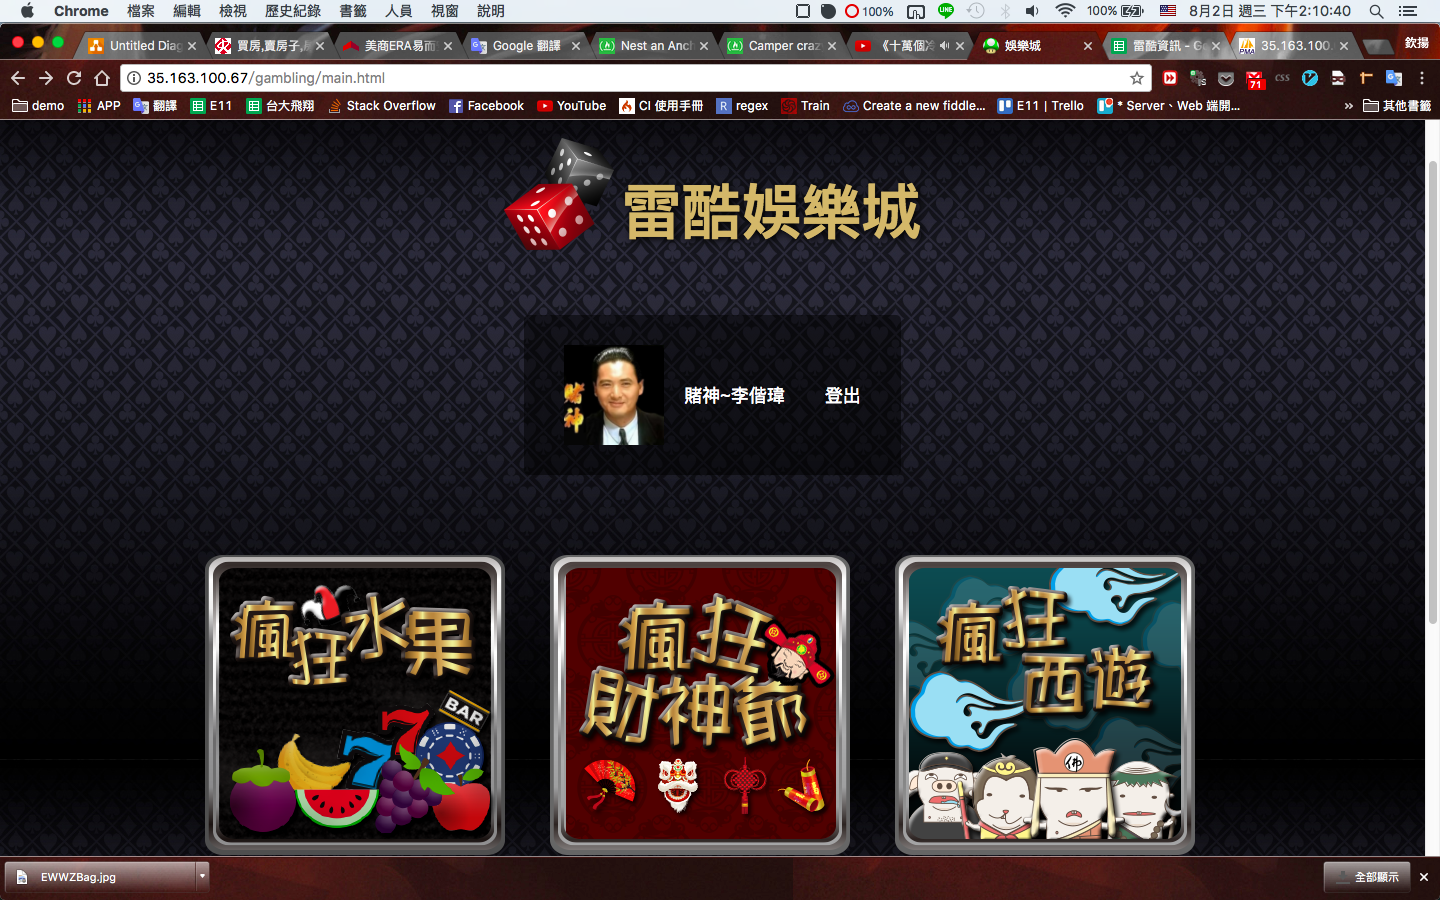 Chrome 檔案 編輯 檢視 歷史紀錄 書籤 人員 視窗 說明 100% LINE 100% 8月2日 週三 下午2:10:40
Untitled Diag 買房,賣房子, 美商ERA易而 Google 翻譯 Nest an Anch Camper craz 《十萬個冷 娛樂城 雷酷資訊 - Go 35.163.100. 欽揚
35.163.100.67/gambling/main.html 71 CSS
demo APP 翻譯 E11 台大飛翔 Stack Overflow Facebook YouTube CI 使用手冊 R regex Train Create a new fiddle... E11 | Trello * Server、Web 端開... » 其他書籤
雷酷娛樂城
賭神
賭神~李偕瑋 登出
瘋狂水果
BAR
7 7
瘋狂
財神爺
瘋狂
西遊
佛
EWWZBag.jpg 全部顯示